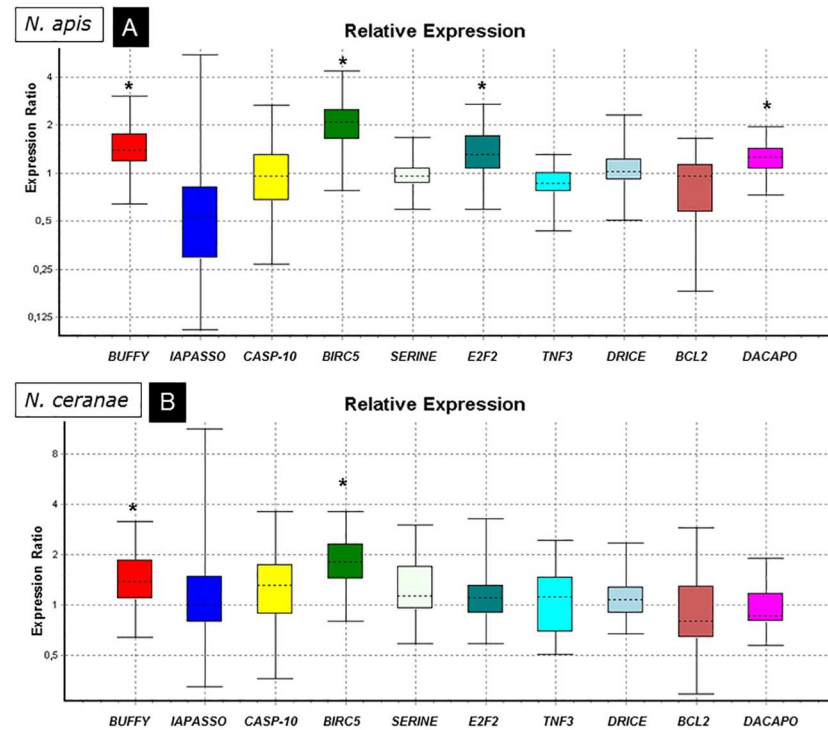 N. apis A
Relative Expression
Expression Ratio
4
2
1
0,5
0,25
0,125
* * * *
BUFFY IAPASSO CASP-10 BIRC5 SERINE E2F2 TNF3 DRICE BCL2 DACAPO
N. ceranae B
Relative Expression
Expression Ratio
8
4
2
1
0,5
* *
BUFFY IAPASSO CASP-10 BIRC5 SERINE E2F2 TNF3 DRICE BCL2 DACAPO